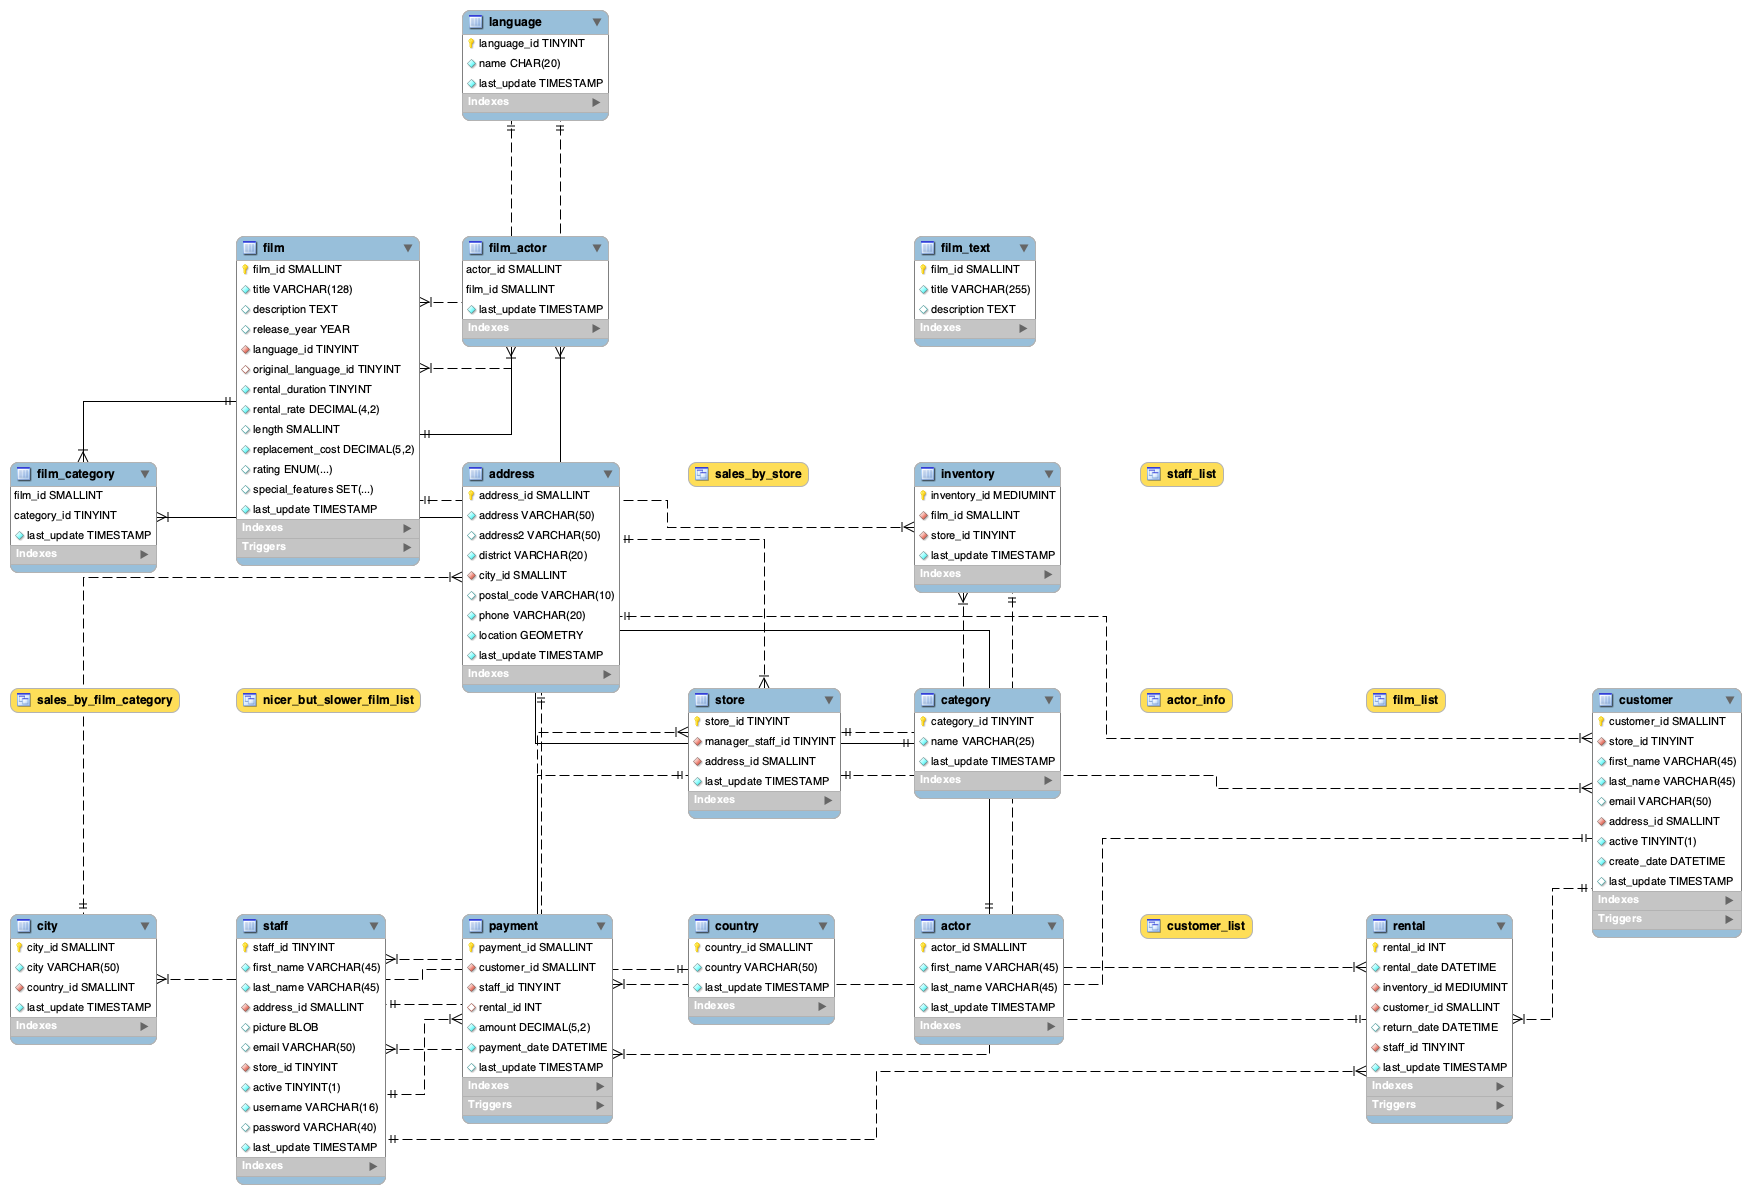 language
language_id TINYINT
name CHAR(20)
last_update TIMESTAMP
Indexes
film
film_id SMALLINT
title VARCHAR(128)
description TEXT
release_year YEAR
language_id TINYINT
original_language_id TINYINT
rental_duration TINYINT
rental_rate DECIMAL(4,2)
length SMALLINT
replacement_cost DECIMAL(5,2)
rating ENUM(...)
special_features SET(...)
last_update TIMESTAMP
Indexes
Triggers
film_actor
actor_id SMALLINT
film_id SMALLINT
last_update TIMESTAMP
Indexes
film_text
film_id SMALLINT
title VARCHAR(255)
description TEXT
Indexes
film_category
film_id SMALLINT
category_id TINYINT
last_update TIMESTAMP
Indexes
address
address_id SMALLINT
address VARCHAR(50)
address2 VARCHAR(50)
district VARCHAR(20)
city_id SMALLINT
postal_code VARCHAR(10)
phone VARCHAR(20)
location GEOMETRY
last_update TIMESTAMP
Indexes
sales_by_store
inventory
inventory_id MEDIUMINT
film_id SMALLINT
store_id TINYINT
last_update TIMESTAMP
Indexes
staff_list
sales_by_film_category
nicer_but_slower_film_list
store
store_id TINYINT
manager_staff_id TINYINT
address_id SMALLINT
last_update TIMESTAMP
Indexes
category
category_id TINYINT
name VARCHAR(25)
last_update TIMESTAMP
Indexes
actor_info
film_list
customer
customer_id SMALLINT
store_id TINYINT
first_name VARCHAR(45)
last_name VARCHAR(45)
email VARCHAR(50)
address_id SMALLINT
active TINYINT(1)
create_date DATETIME
last_update TIMESTAMP
Indexes
Triggers
city
city_id SMALLINT
city VARCHAR(50)
country_id SMALLINT
last_update TIMESTAMP
Indexes
staff
staff_id TINYINT
first_name VARCHAR(45)
last_name VARCHAR(45)
address_id SMALLINT
picture BLOB
email VARCHAR(50)
store_id TINYINT
active TINYINT(1)
username VARCHAR(16)
password VARCHAR(40)
last_update TIMESTAMP
Indexes
payment
payment_id SMALLINT
customer_id SMALLINT
staff_id TINYINT
rental_id INT
amount DECIMAL(5,2)
payment_date DATETIME
last_update TIMESTAMP
Indexes
Triggers
country
country_id SMALLINT
country VARCHAR(50)
last_update TIMESTAMP
Indexes
actor
actor_id SMALLINT
first_name VARCHAR(45)
last_name VARCHAR(45)
last_update TIMESTAMP
Indexes
customer_list
rental
rental_id INT
rental_date DATETIME
inventory_id MEDIUMINT
customer_id SMALLINT
return_date DATETIME
staff_id TINYINT
last_update TIMESTAMP
Indexes
Triggers